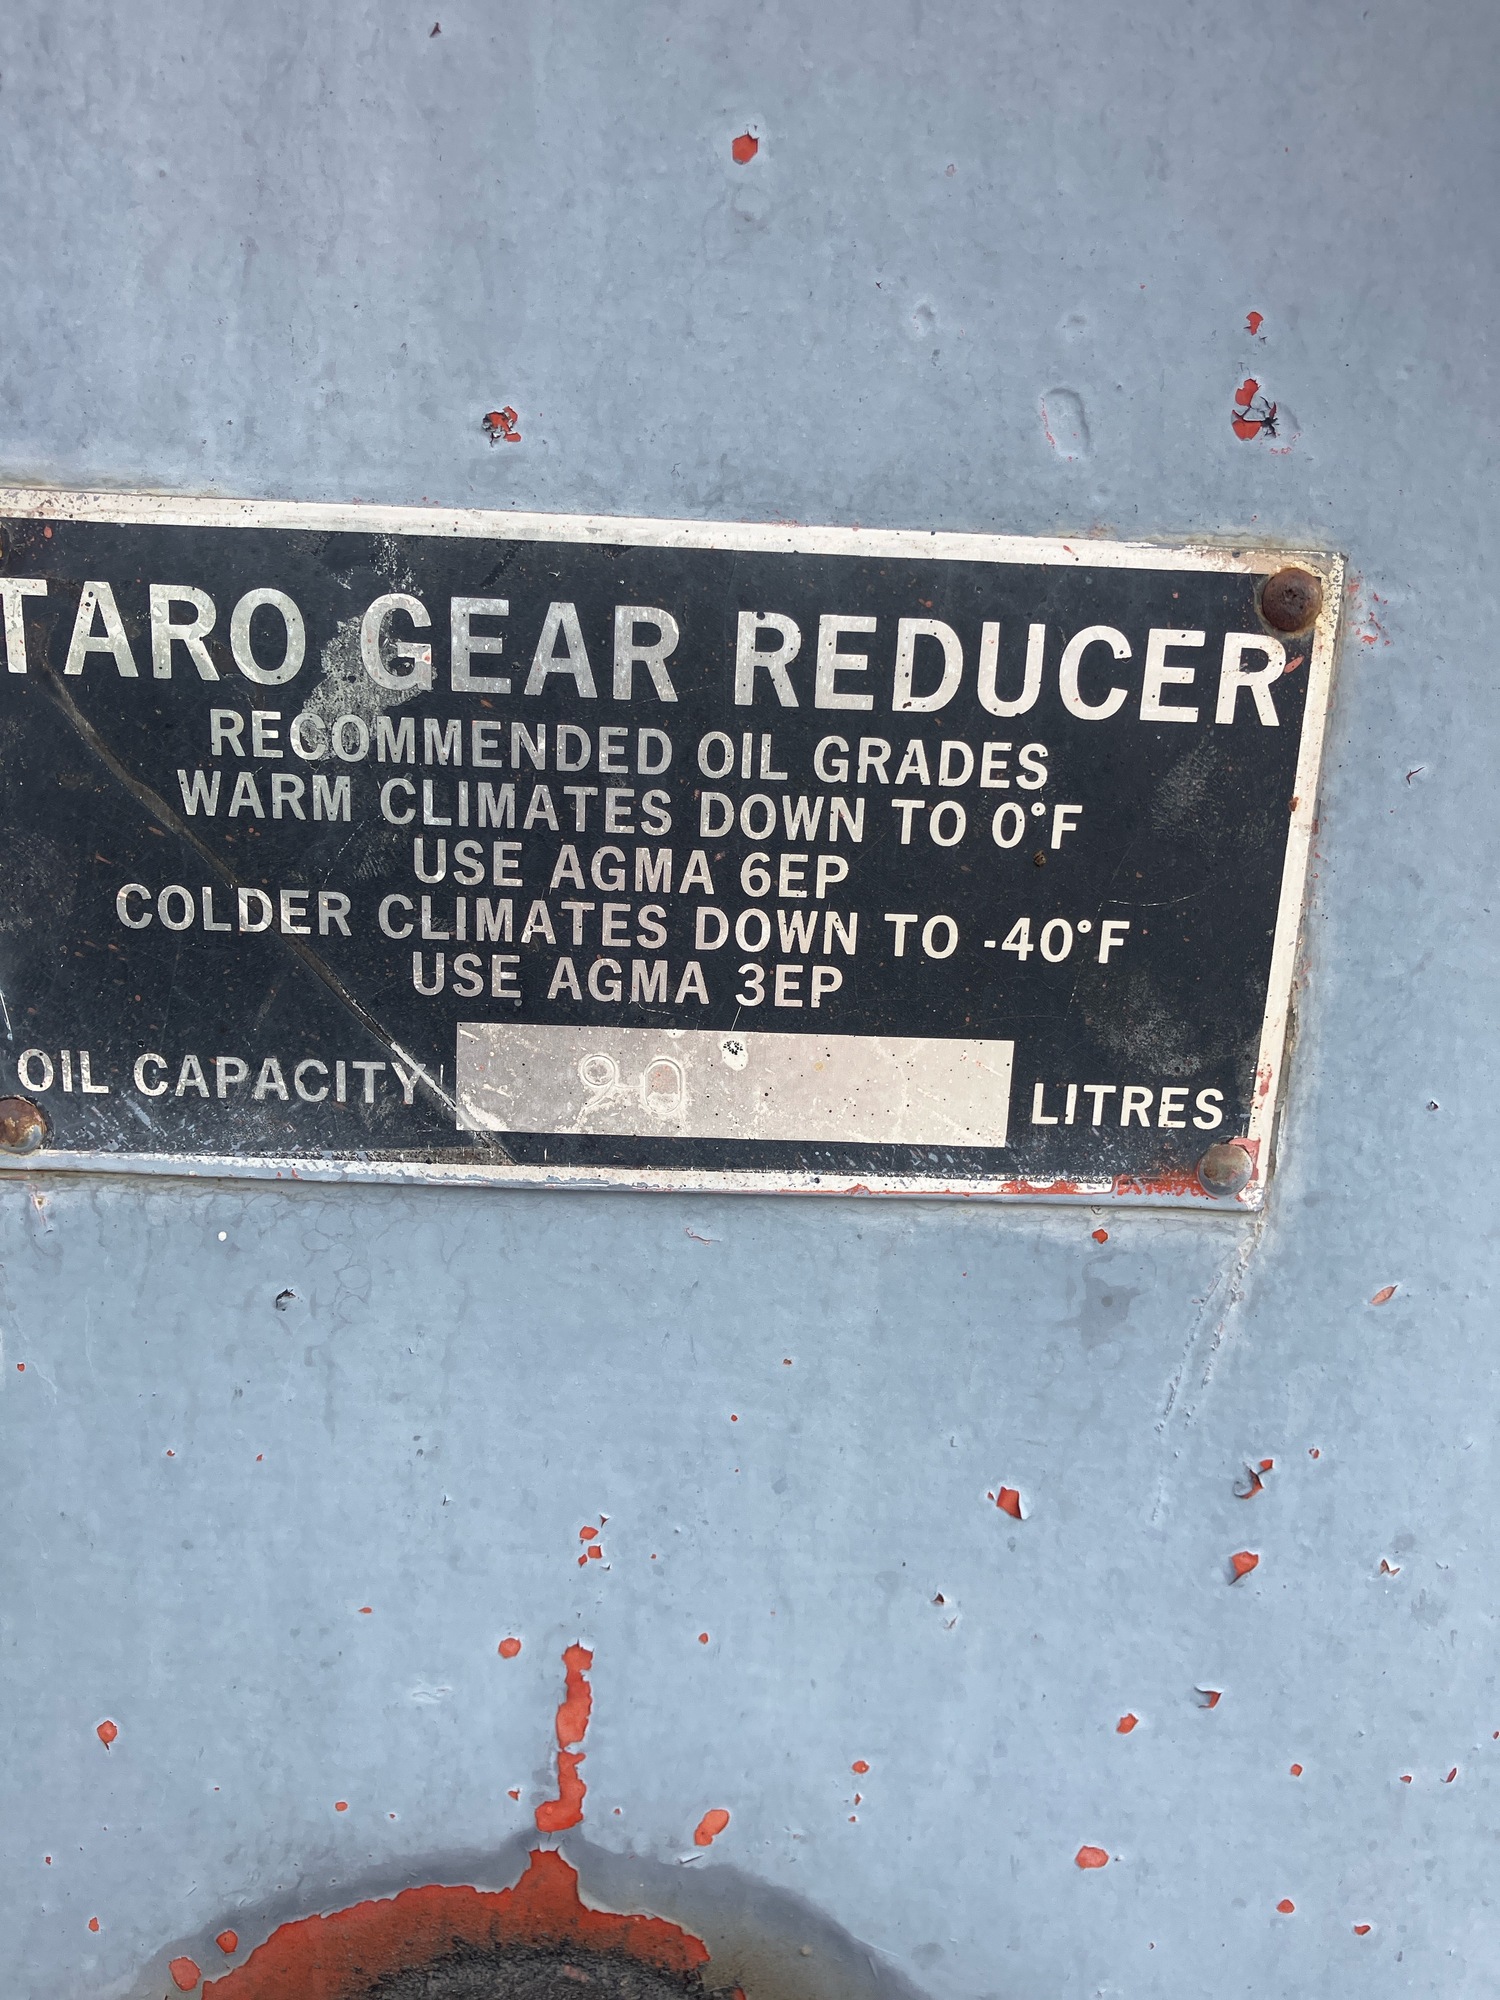 TARO GEAR REDUCER
RECOMMENDED OIL GRADES
WARM CLIMATES DOWN TO 0°F
USE AGMA 6EP
COLDER CLIMATES DOWN TO -40°F
USE AGMA 3EP
OIL CAPACITY 90 LITRES